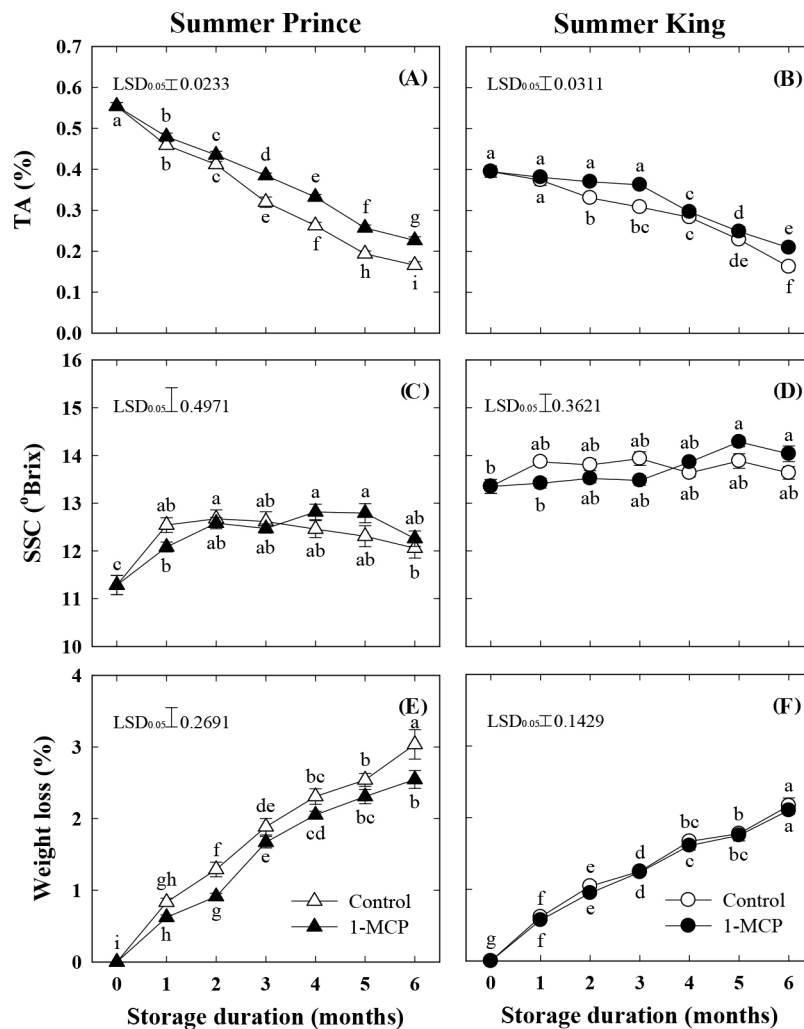 Summer Prince Summer King
0.7
0.6
0.5
0.4
0.3
0.2
0.1
0.0
TA (%)
LSD0.05 0.0233
(A)
a b c d e f g
b c e f h i
LSD0.05 0.0311
(B)
a a a a c d e
a b bc c de f
16
15
14
13
12
11
10
SSC (°Brix)
LSD0.05 0.4971
(C)
c ab a ab a a ab
b ab ab ab ab b
LSD0.05 0.3621
(D)
b ab ab ab ab a a
b ab ab ab ab ab
4
3
2
1
0
Weight loss (%)
LSD0.05 0.2691
(E)
i gh f de bc b a
h g e cd bc b
Control
1-MCP
LSD0.05 0.1429
(F)
g f e d bc b a
f e d c bc a
Control
1-MCP
0 1 2 3 4 5 6 0 1 2 3 4 5 6
Storage duration (months) Storage duration (months)